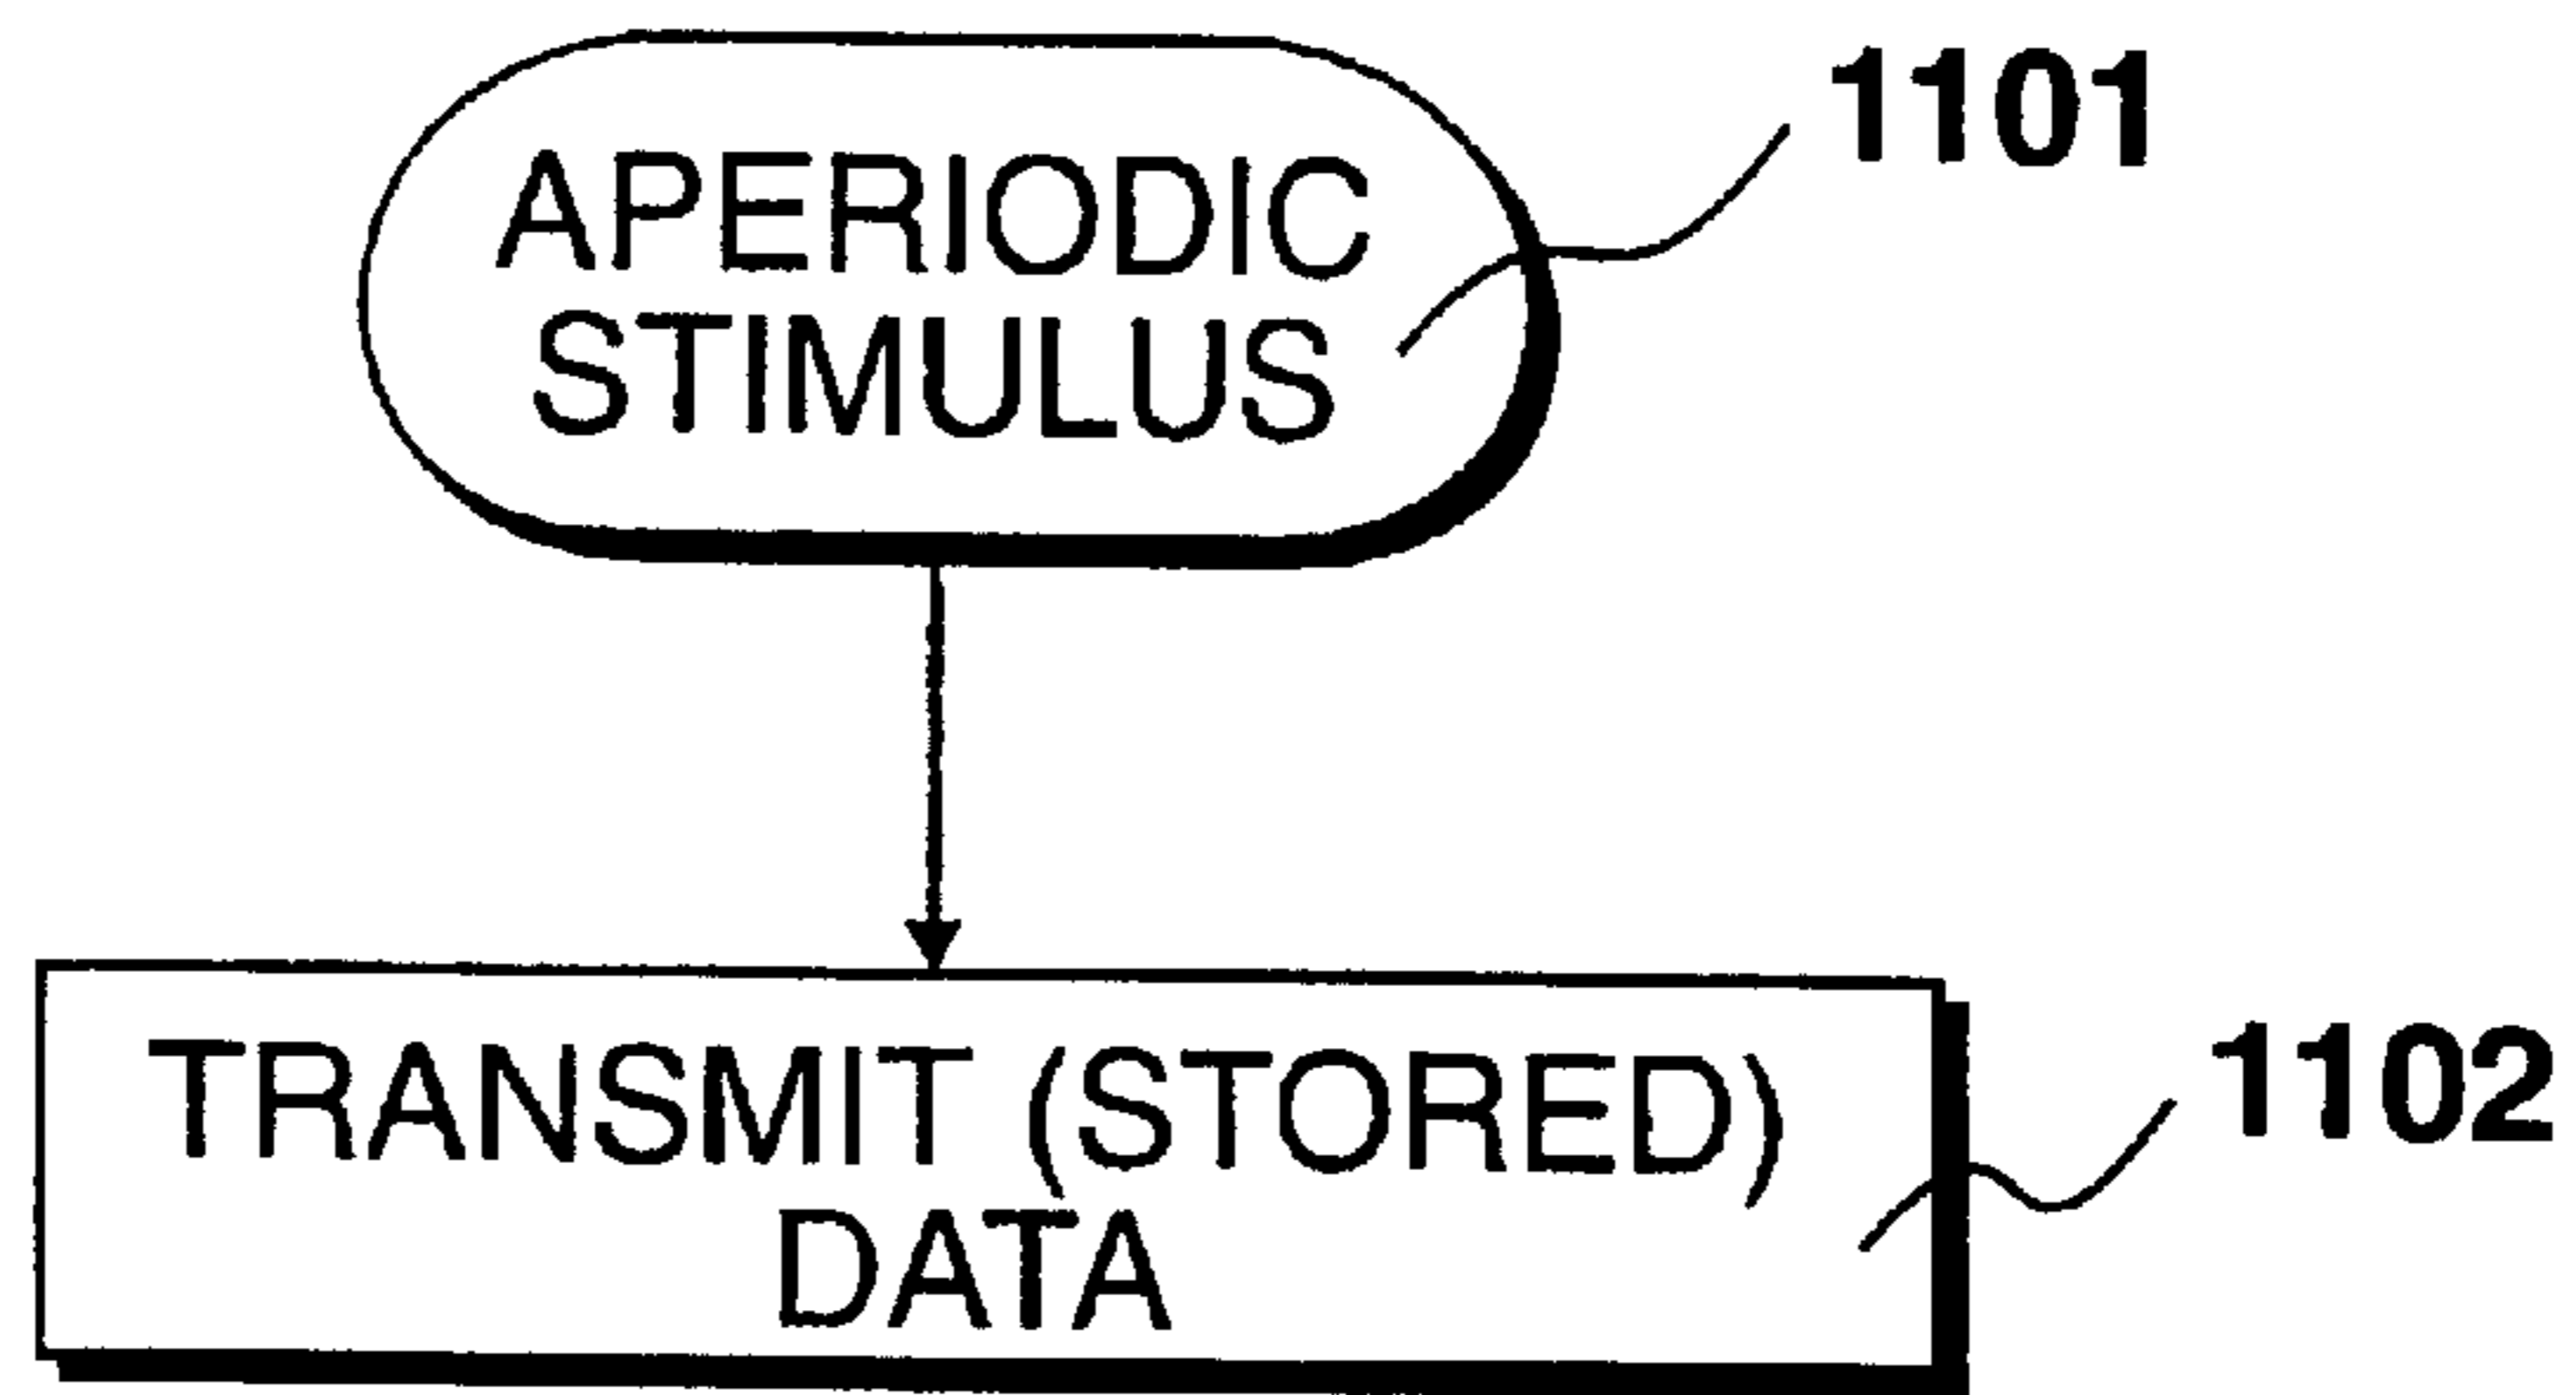 APERIODIC
STIMULUS
1101
TRANSMIT (STORED)
DATA
1102